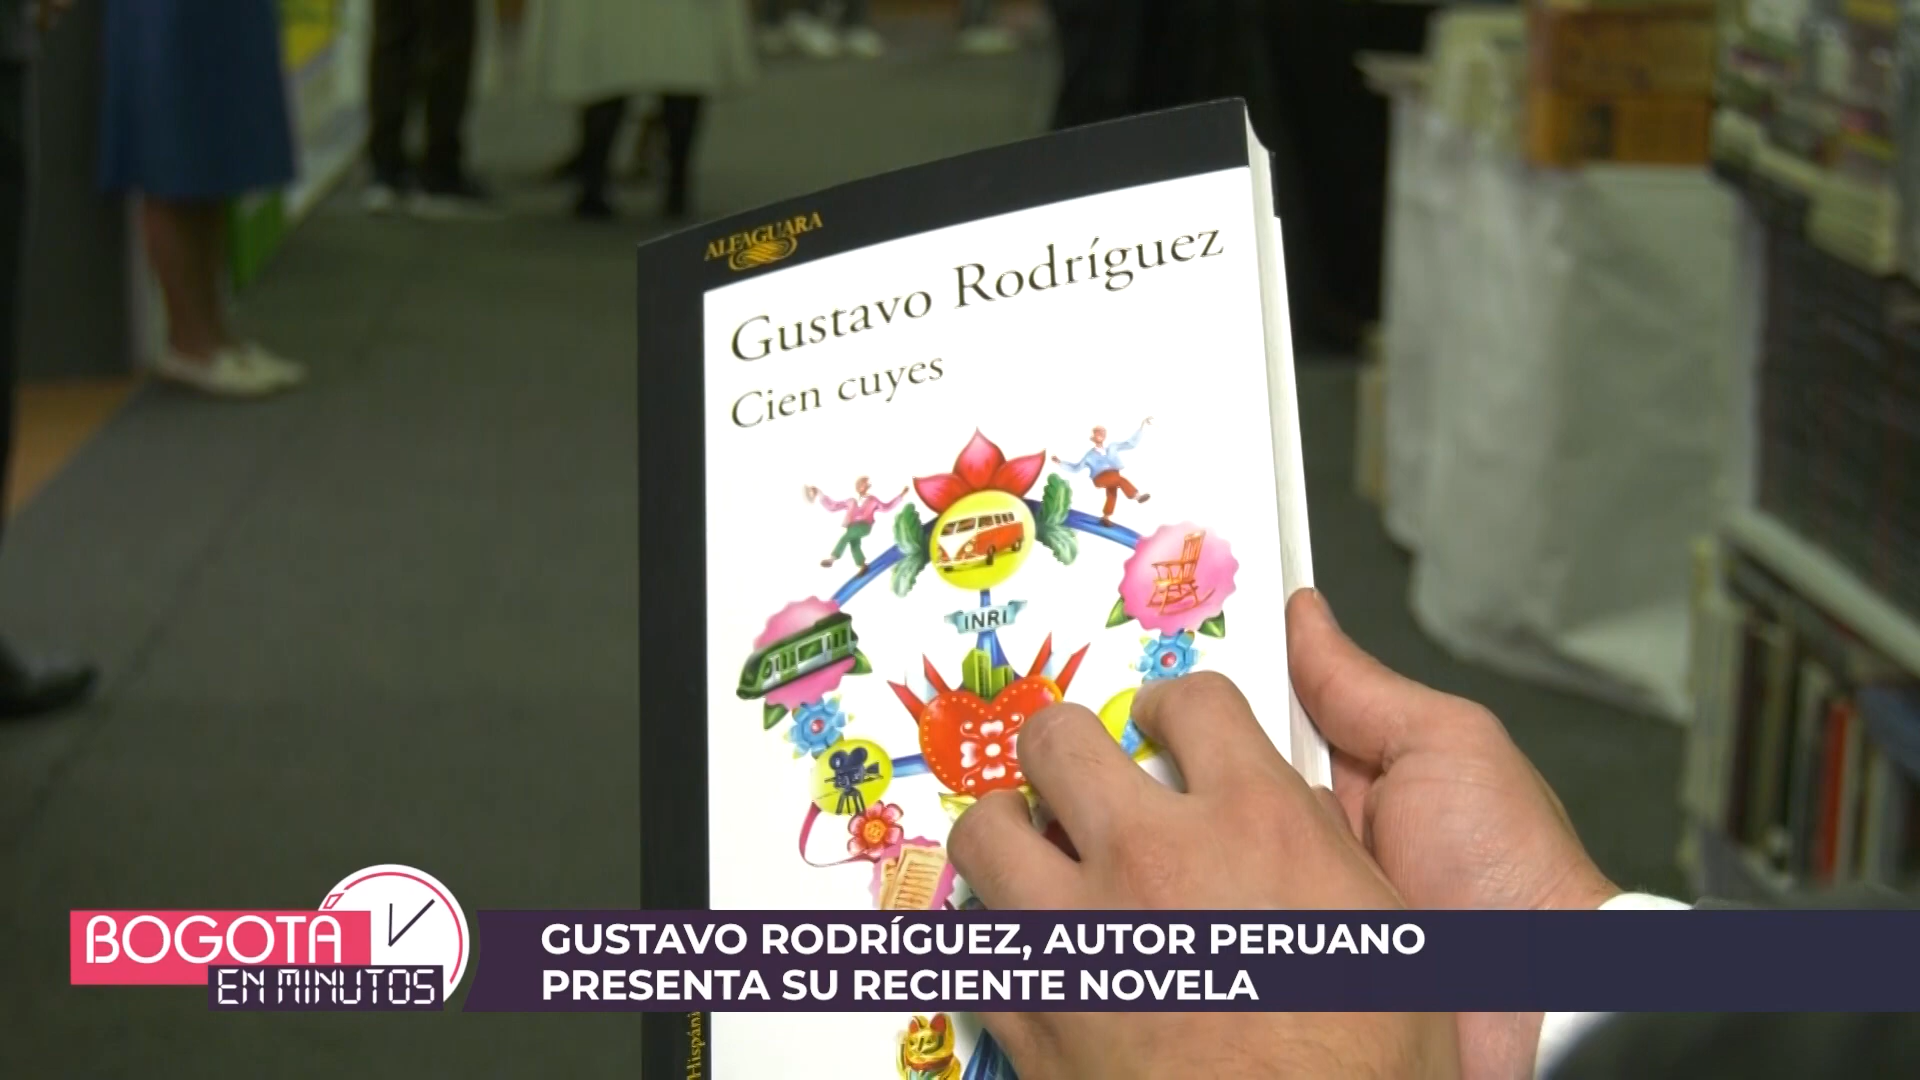 ALFAGUARA
Gustavo Rodríguez
Cien cuyes
INRI
BOGOTÁ
EN MINUTOS
GUSTAVO RODRÍGUEZ, AUTOR PERUANO
PRESENTA SU RECIENTE NOVELA